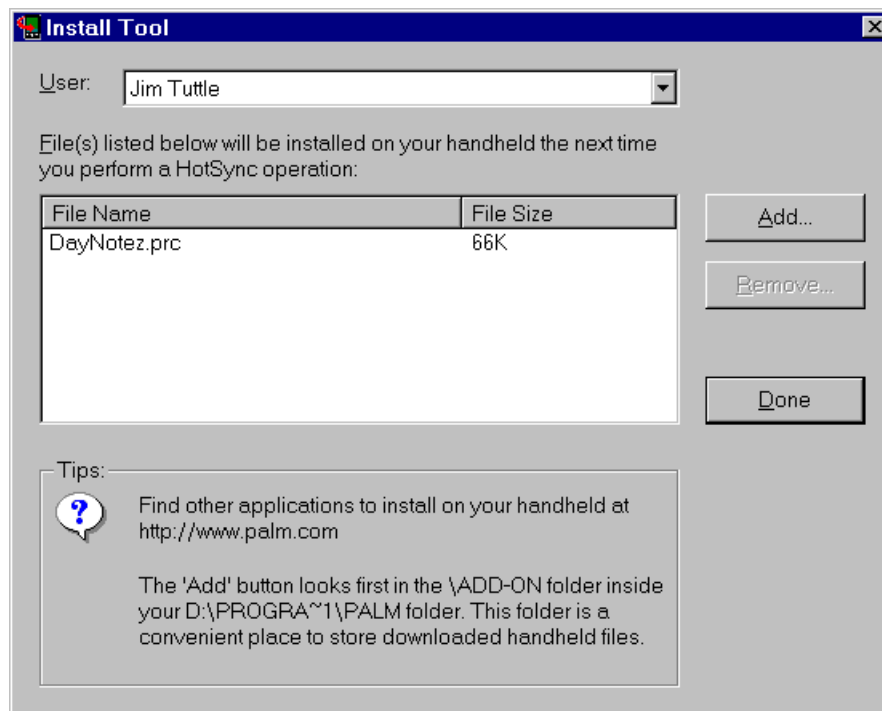 Install Tool
User: Jim Tuttle
File(s) listed below will be installed on your handheld the next time
you perform a HotSync operation:
File Name File Size
DayNotez.prc 66K
Add...
Remove...
Done
Tips:
Find other applications to install on your handheld at
http://www.palm.com
The 'Add' button looks first in the \ADD-ON folder inside
your D:\PROGRA~1\PALM folder. This folder is a
convenient place to store downloaded handheld files.